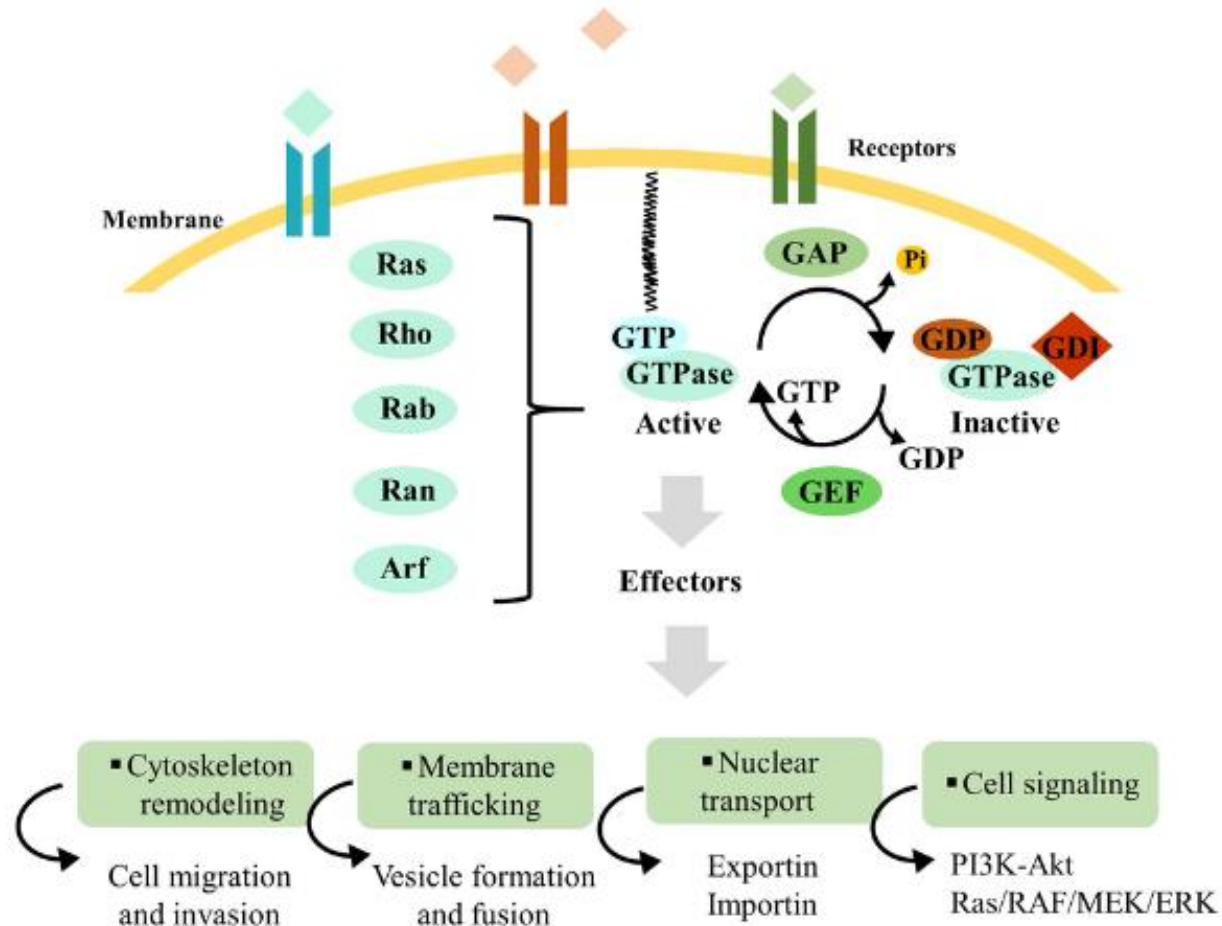 Receptors
Membrane
Ras
Rho
Rab
Ran
Arf
GAP
Pi
GTP
GTPase
Active
GDP
GDI
GTPase
Inactive
GTP
GDP
GEF
Effectors
▪ Cytoskeleton
remodeling
Cell migration
and invasion
▪ Membrane
trafficking
Vesicle formation
and fusion
▪ Nuclear
transport
Exportin
Importin
▪ Cell signaling
PI3K-Akt
Ras/RAF/MEK/ERK